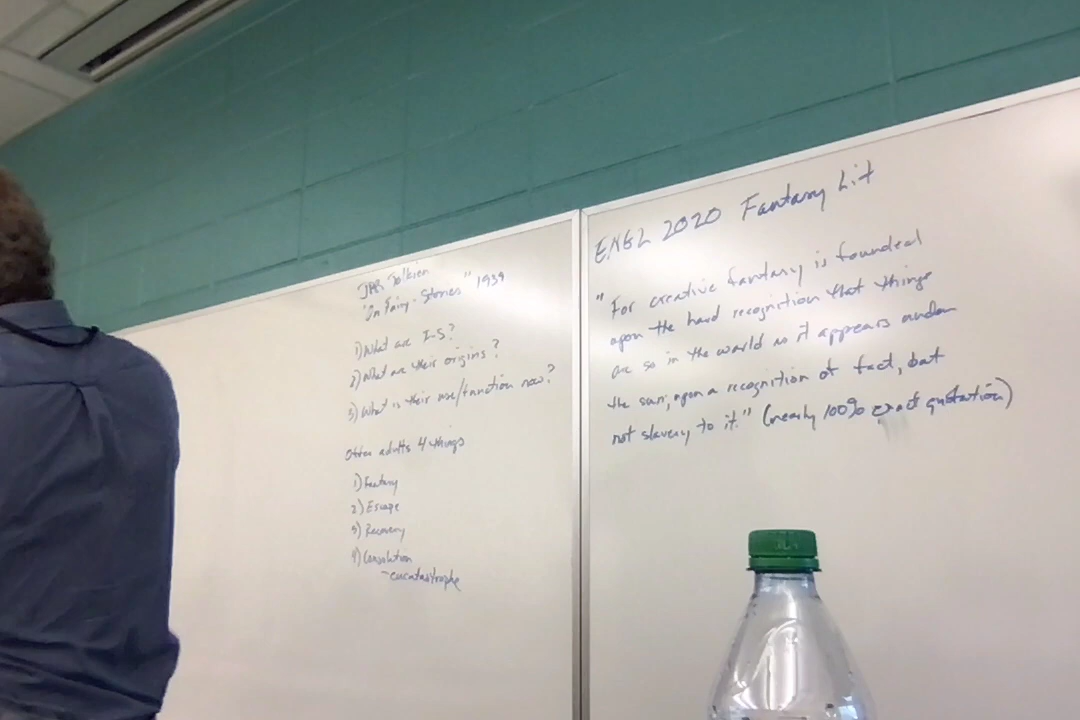 JRR Tolkien
"On Fairy-Stories" 1939
1) What are F-S?
2) What are their origins?
3) What is their use/function now?
Offer adults 4 things
1) Fantasy
2) Escape
3) Recovery
4) Consolation
-eucatastrophe
ENGL 2020 Fantasy Lit
"For creative fantasy is founded
upon the hard recognition that things
are so in the world as it appears under
the sun; upon a recognition of fact, but
not slavery to it." (nearly 100% exact quotation)